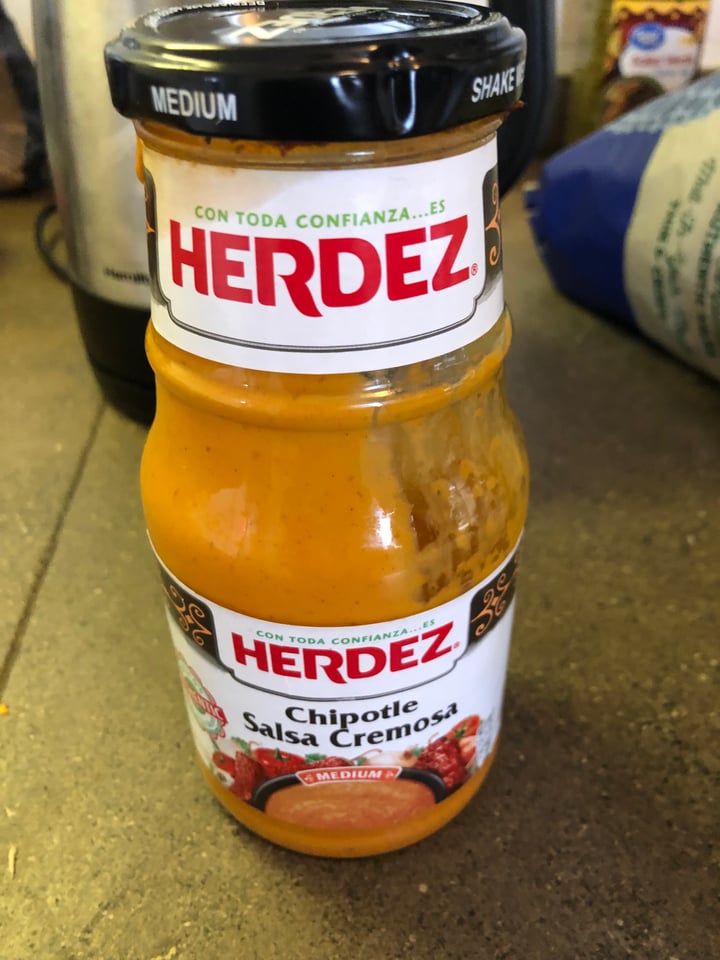 MEDIUM
SHAKE
CON TODA CONFIANZA...ES
HERDEZ®
CON TODA CONFIANZA...ES
HERDEZ®
Chipotle
Salsa Cremosa
MEDIUM